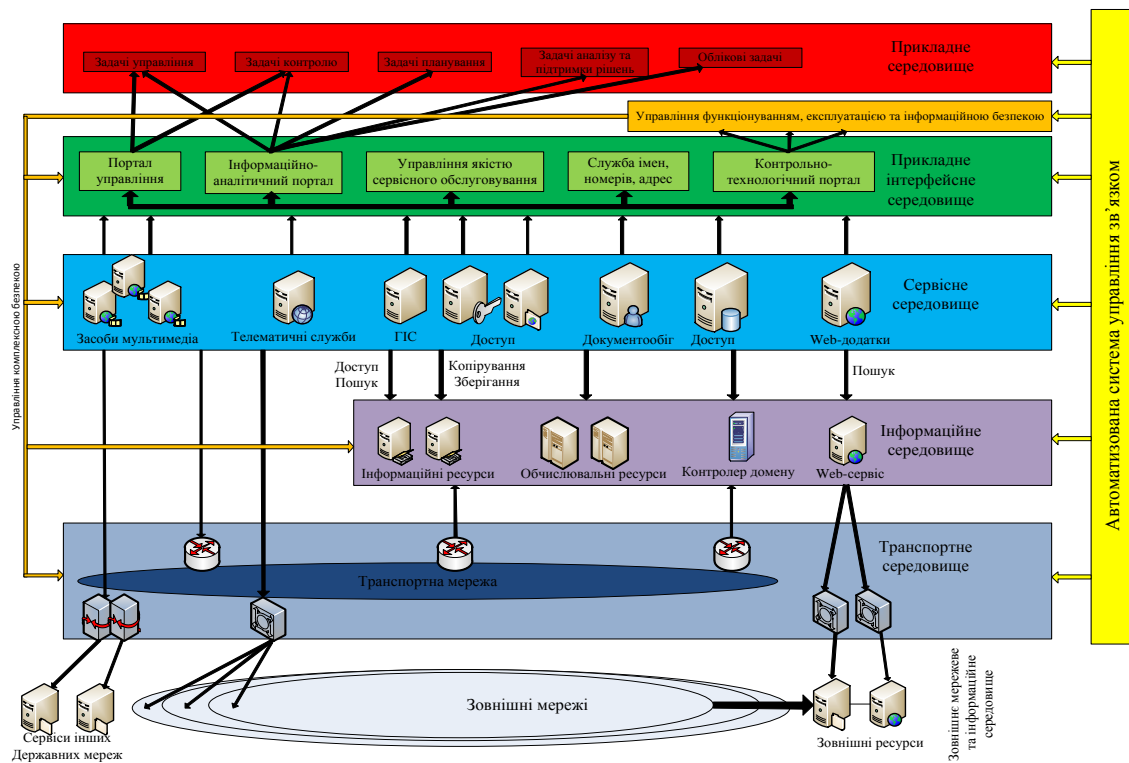 Задачі управління
Задачі контролю
Задачі планування
Задачі аналізу та
підтримки рішень
Облікові задачі
Прикладне
середовище
Управління функціонуванням, експлуатацією та інформаційною безпекою
Портал
управління
Інформаційно-
аналітичний портал
Управління якістю
сервісного обслуговування
Служба імен,
номерів, адрес
Контрольно-
технологічний портал
Прикладне
інтерфейсне
середовище
Засоби мультимедіа
Телематичні служби
ГІС
Доступ
Документообіг
Доступ
Web-додатки
Сервісне
середовище
Управління комплексною безпекою
Доступ
Пошук
Копірування
Зберігання
Пошук
Інформаційні ресурси
Обчислювальні ресурси
Контролер домену
Web-сервіс
Інформаційне
середовище
Транспортна мережа
Транспортне
середовище
Сервіси інших
Державних мереж
Зовнішні мережі
Зовнішні ресурси
Зовнішнє мережеве
та інформаційне
середовище
Автоматизована система управління зв’язком